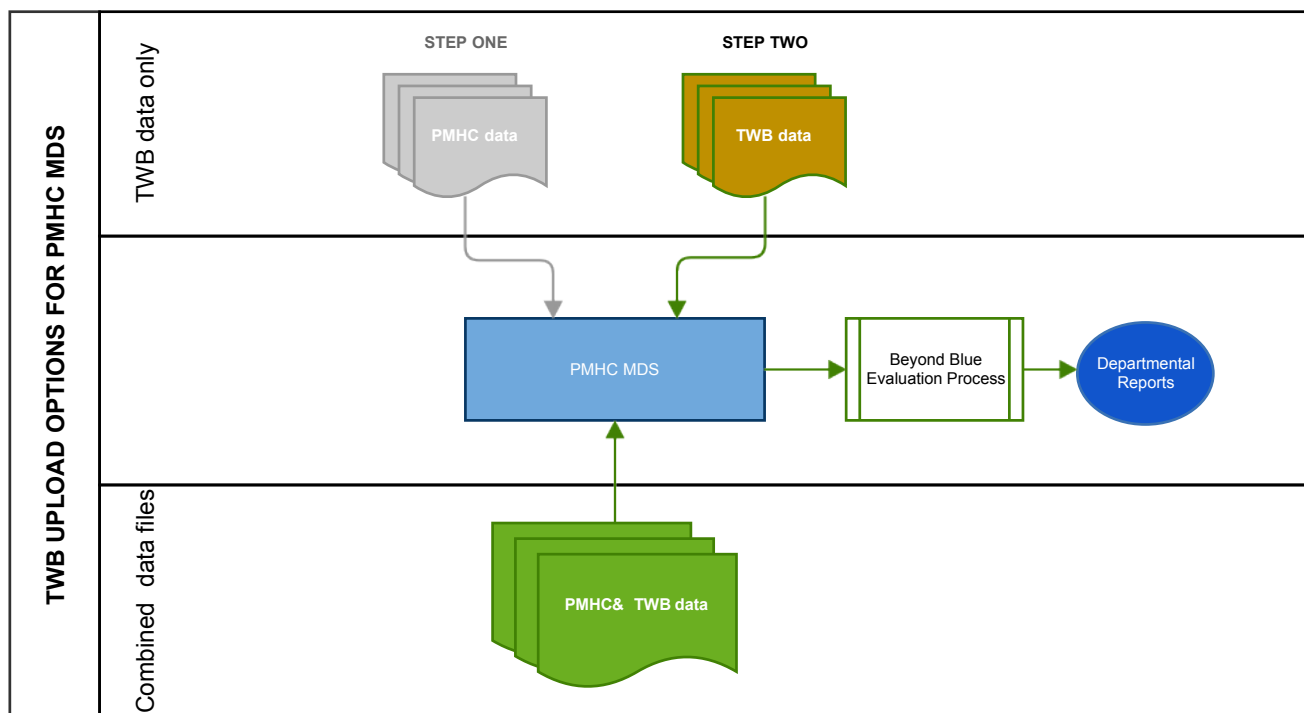 TWB UPLOAD OPTIONS FOR PMHC MDS
TWB data only
STEP ONE
STEP TWO
PMHC data
TWB data
PMHC MDS
Beyond Blue
Evaluation Process
Departmental
Reports
Combined data files
PMHC& TWB data